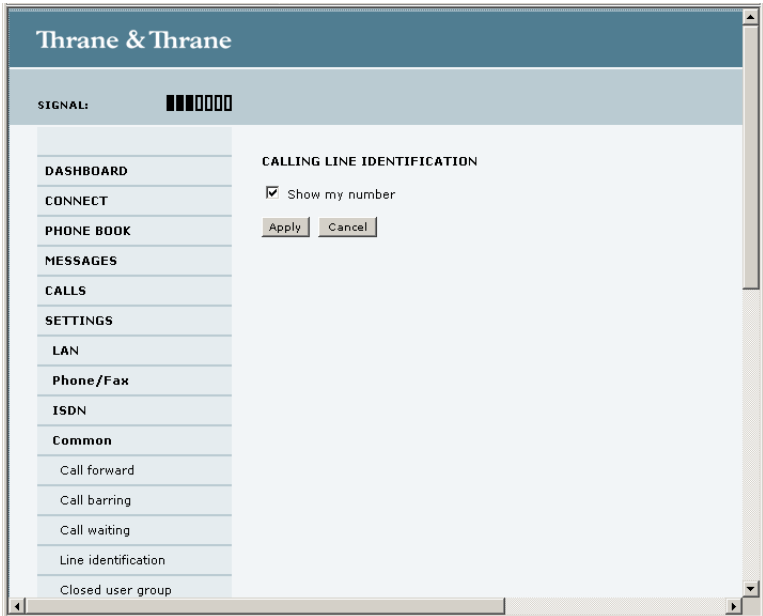 Thrane & Thrane
SIGNAL:
DASHBOARD
CONNECT
PHONE BOOK
MESSAGES
CALLS
SETTINGS
LAN
Phone/Fax
ISDN
Common
Call forward
Call barring
Call waiting
Line identification
Closed user group
CALLING LINE IDENTIFICATION
Show my number
Apply Cancel